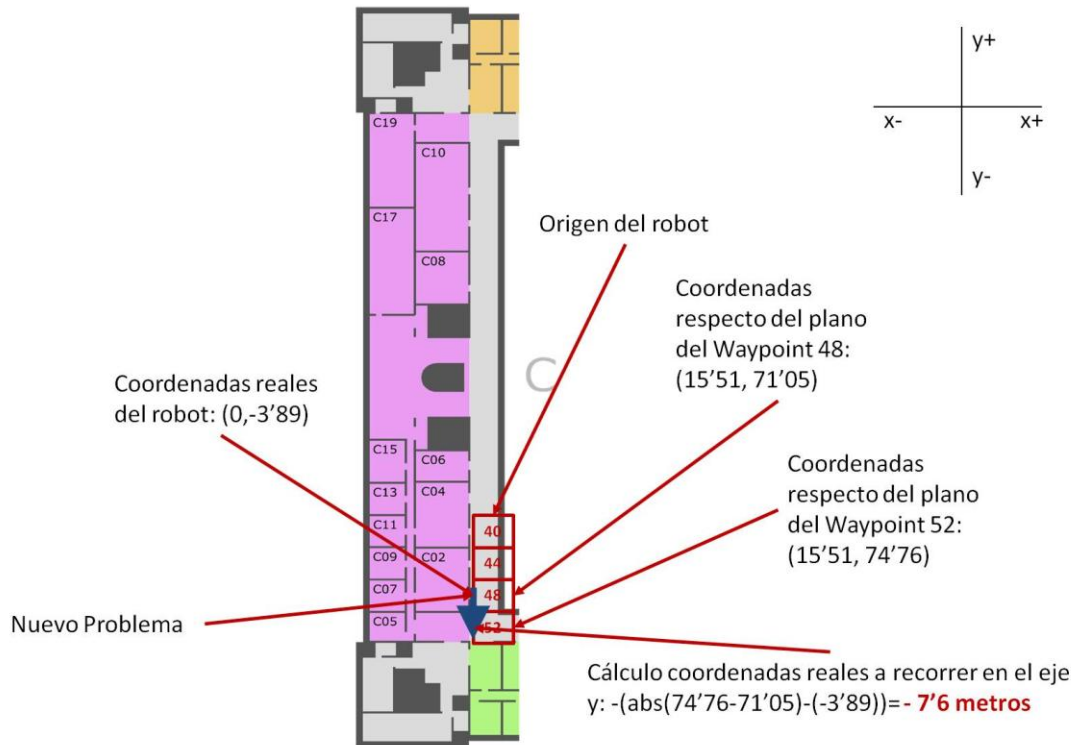 y+
x-
x+
y-
C19
C10
C17
Origen del robot
C08
Coordenadas
respecto del plano
del Waypoint 48:
(15’51, 71’05)
C
Coordenadas reales
del robot: (0,-3’89)
C15
C06
C13
C04
Coordenadas
respecto del plano
del Waypoint 52:
(15’51, 74’76)
C11
40
C09
C02
44
C07
48
Nuevo Problema
C05
52
Cálculo coordenadas reales a recorrer en el eje
y: -(abs(74’76-71’05)-(-3’89))= - 7’6 metros